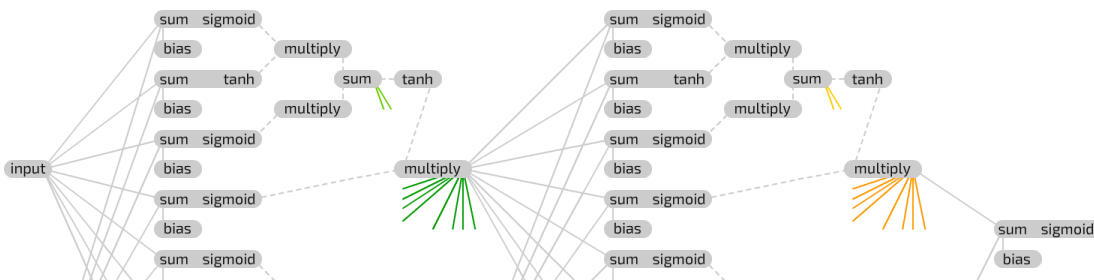 sum sigmoid sum sigmoid
bias multiply bias multiply
sum tanh sum tanh sum tanh sum tanh
bias multiply bias multiply
sum sigmoid sum sigmoid
input bias multiply bias multiply
sum sigmoid sum sigmoid
bias bias sum sigmoid
sum sigmoid sum sigmoid bias